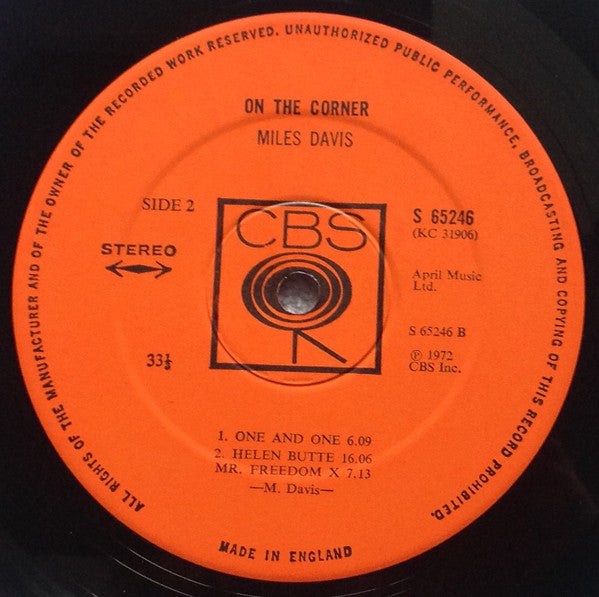 ALL RIGHTS OF THE MANUFACTURER AND OF THE OWNER OF THE RECORDED WORK RESERVED. UNAUTHORIZED PUBLIC PERFORMANCE, BROADCASTING AND COPYING OF THIS RECORD PROHIBITED.
ON THE CORNER
MILES DAVIS
SIDE 2
CBS
S 65246
(KC 31906)
STEREO
April Music
Ltd.
S 65246 B
33⅓
Ⓟ 1972
CBS Inc.
1. ONE AND ONE 6.09
2. HELEN BUTTE 16.06
MR. FREEDOM X 7.13
—M. Davis—
MADE IN ENGLAND